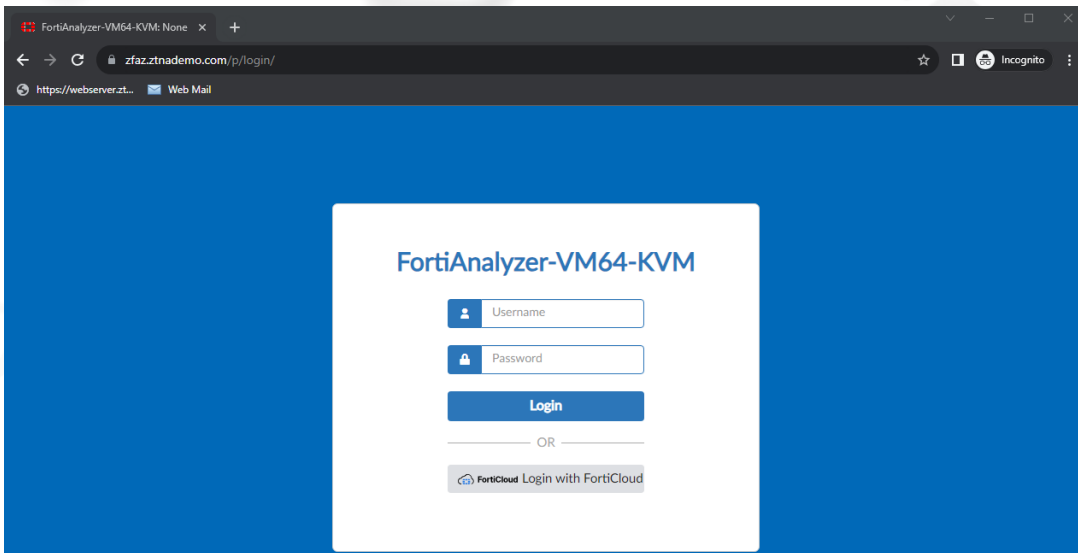 FortiAnalyzer-VM64-KVM: None
zfaz.ztnademo.com/p/login/
Incognito
https://webserver.zt... Web Mail
FortiAnalyzer-VM64-KVM
Username
Password
Login
OR
FortiCloud Login with FortiCloud